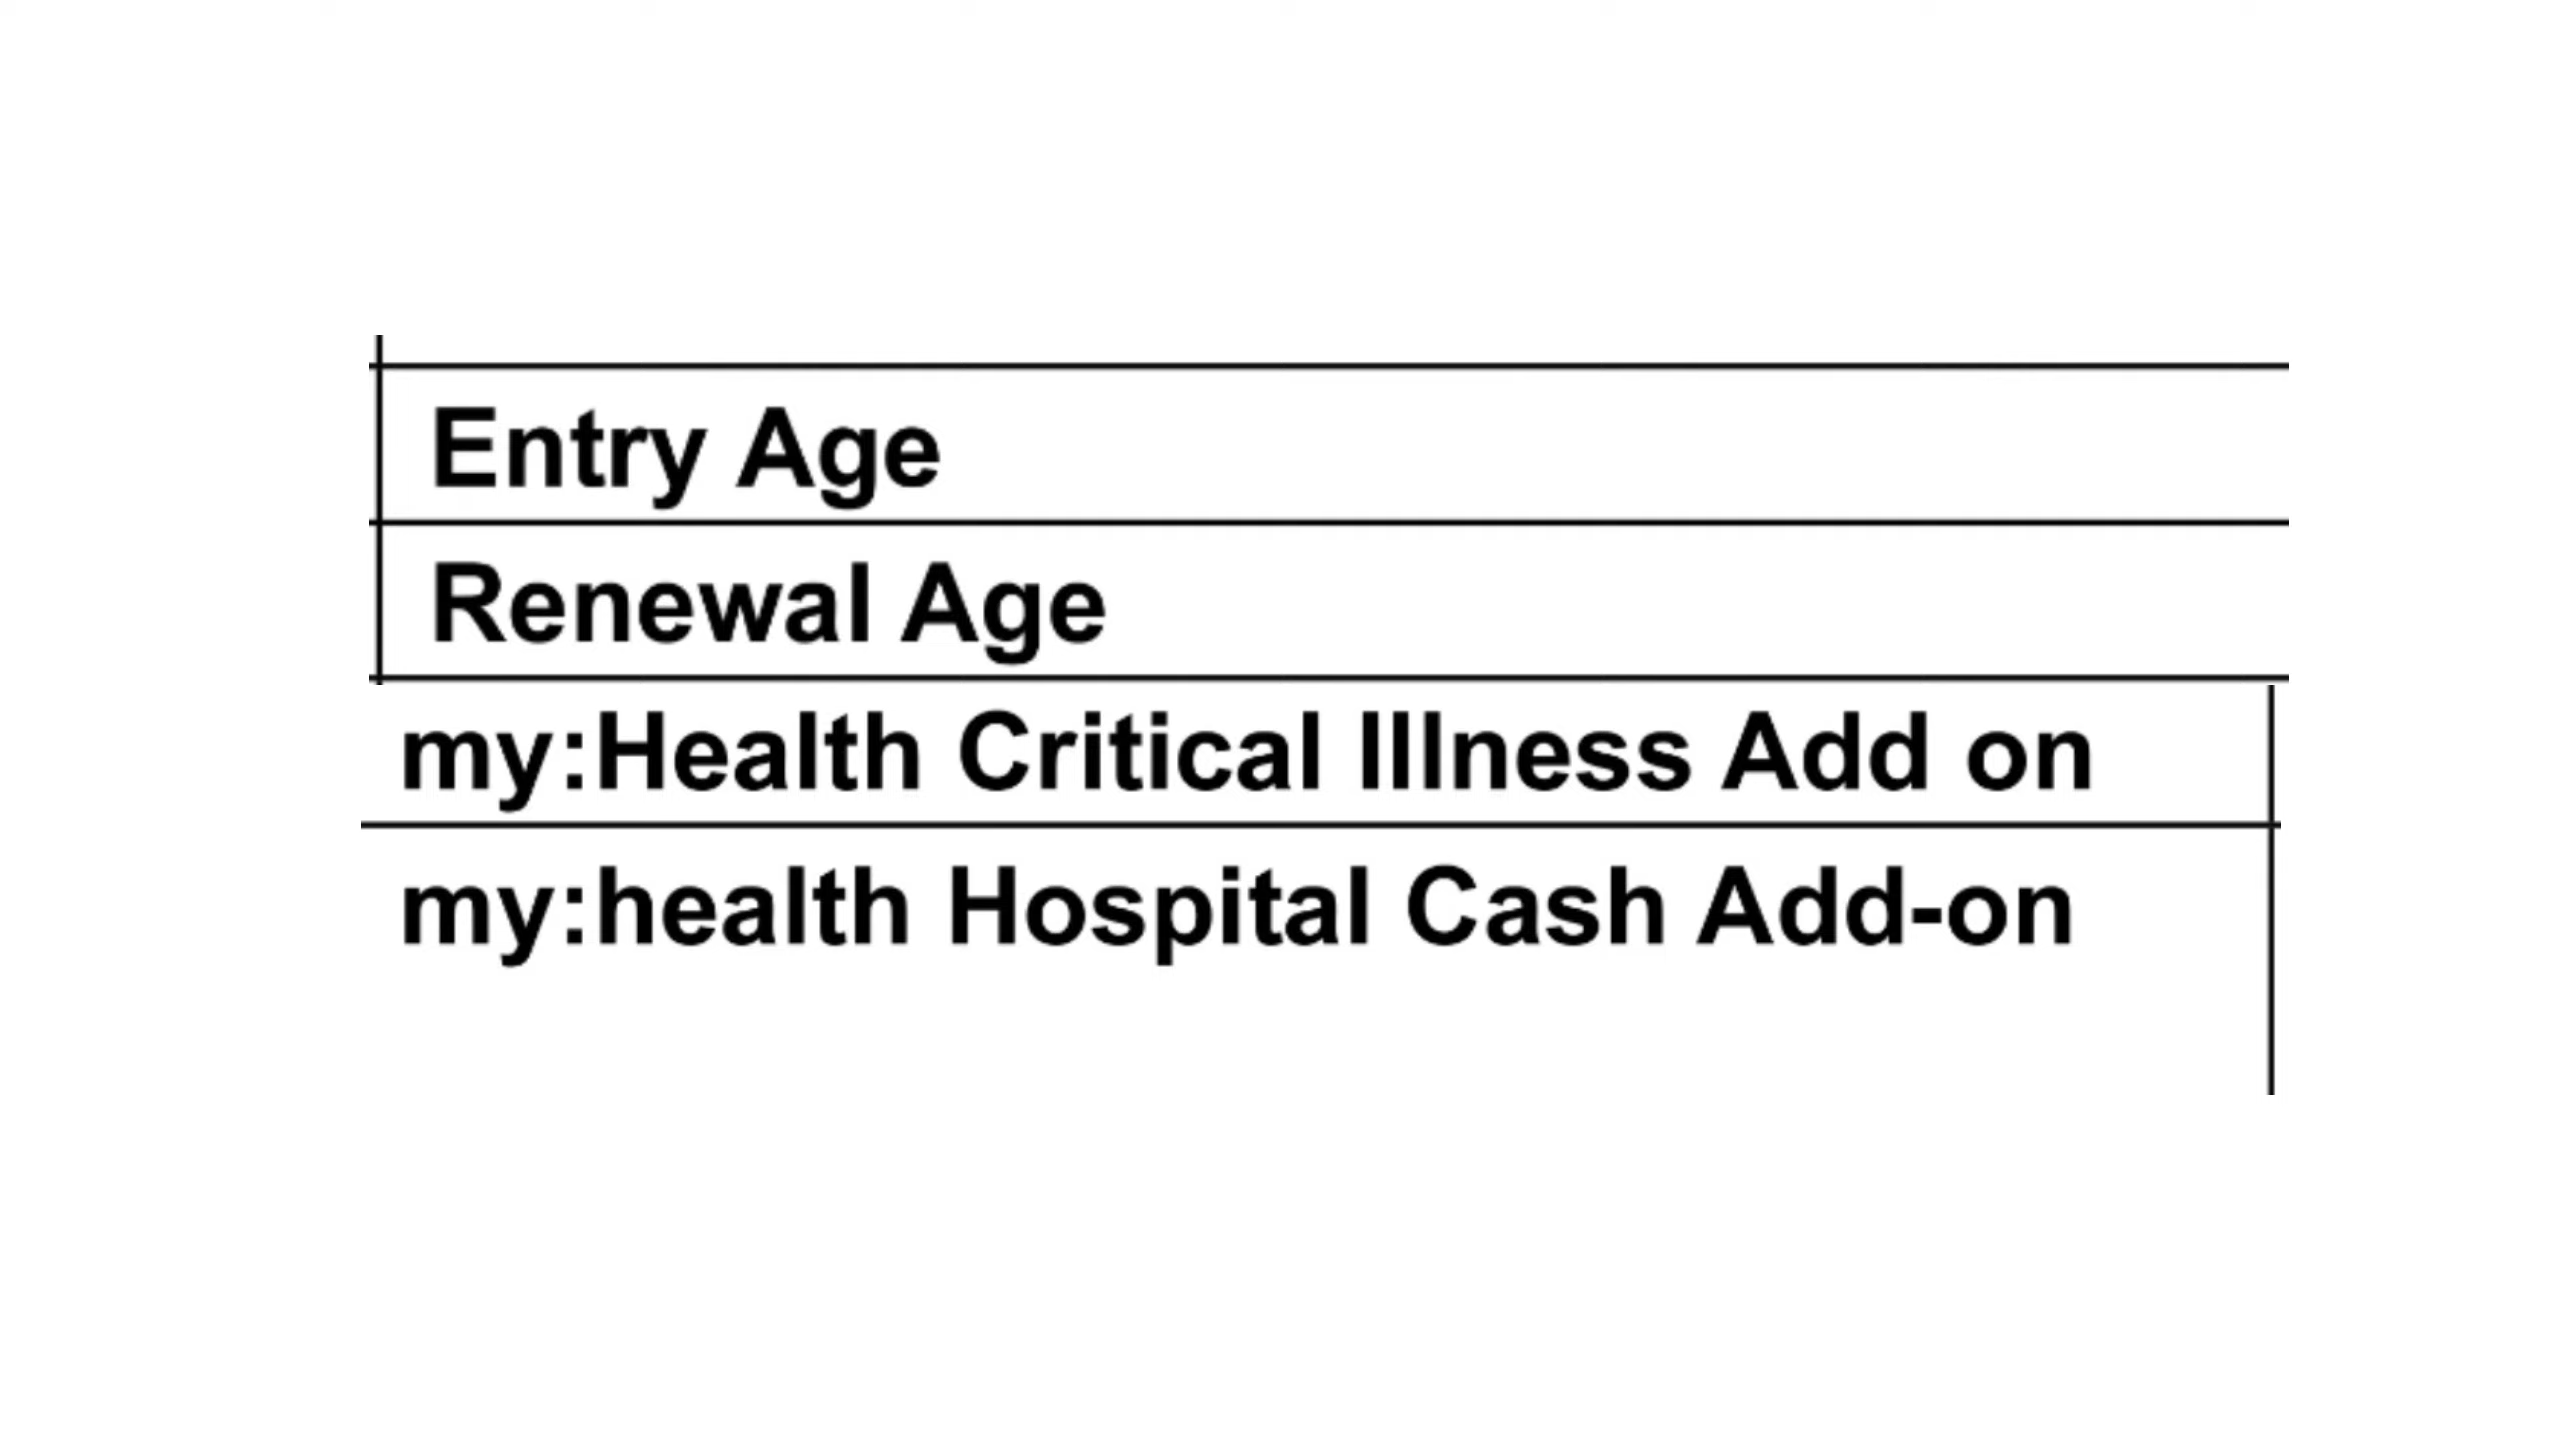 Entry Age
Renewal Age
my:Health Critical Illness Add on
my:health Hospital Cash Add-on